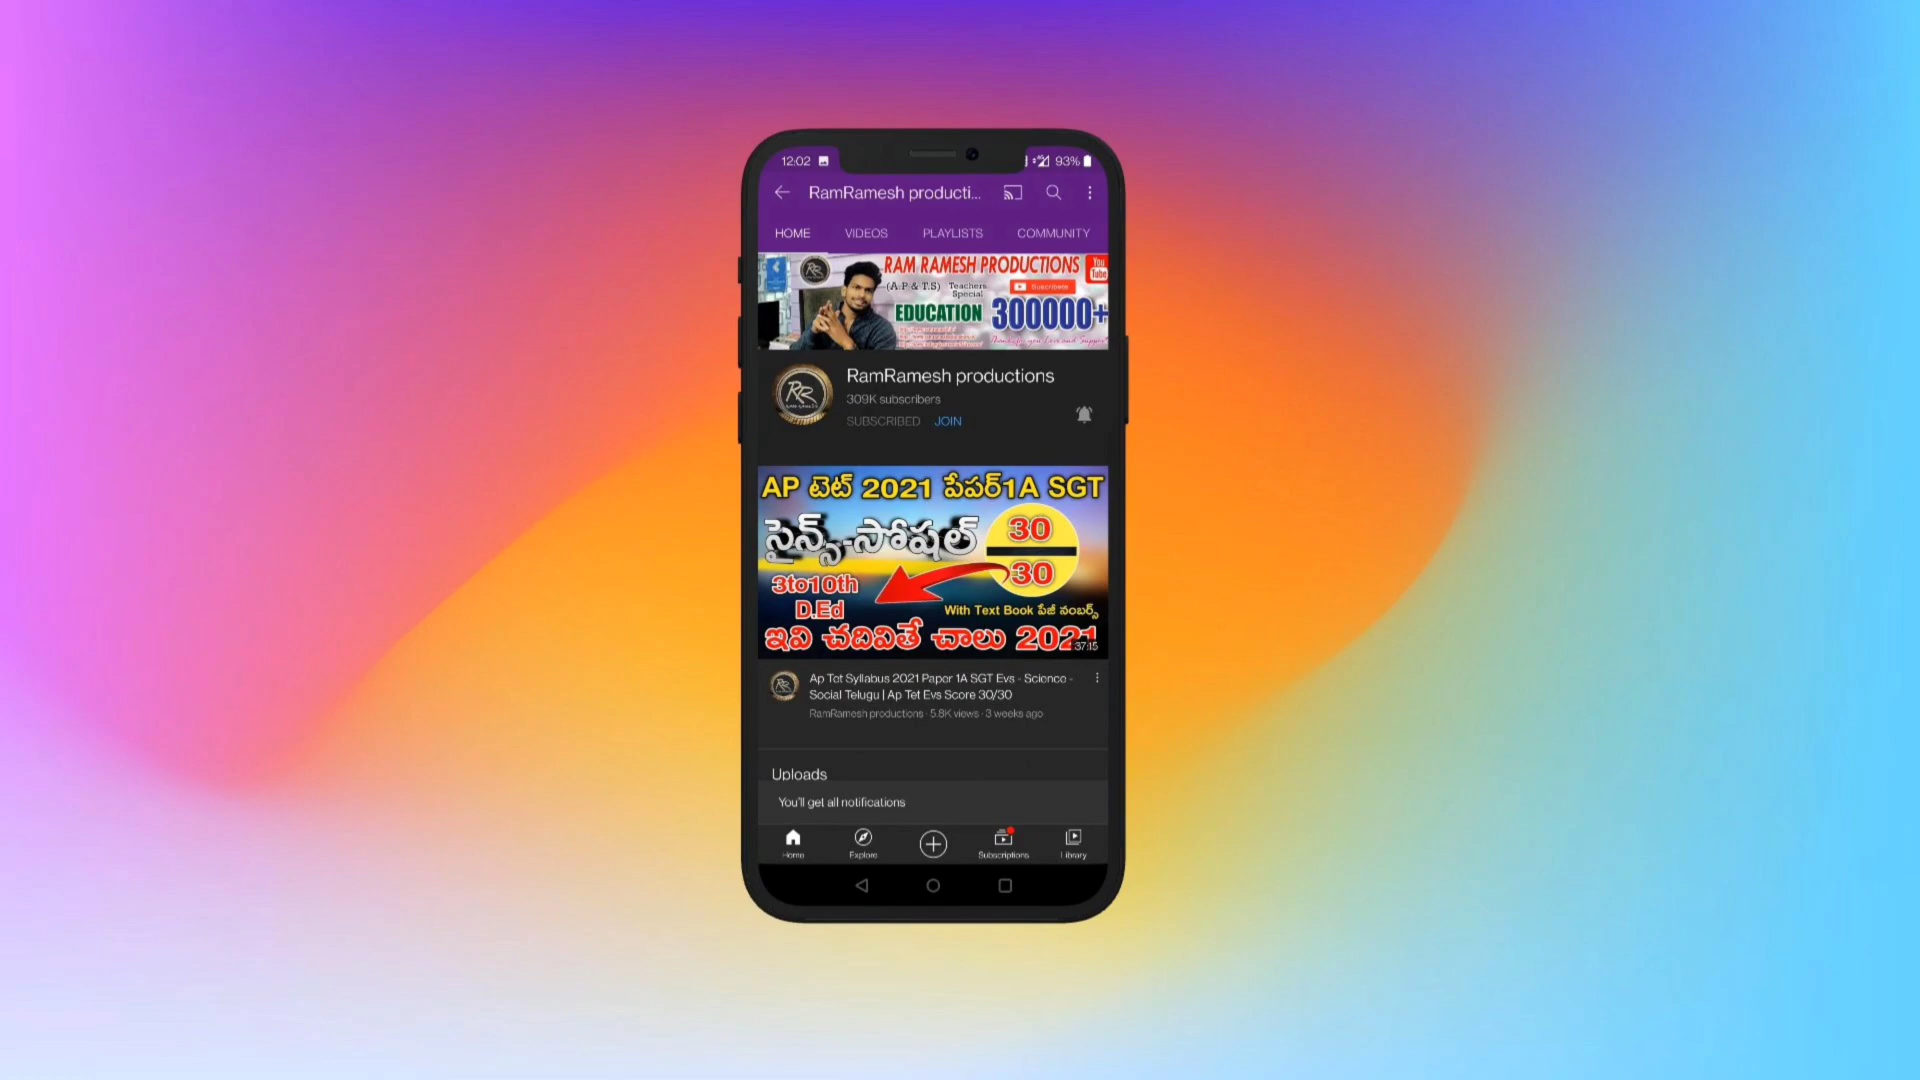 12:02
93%
RamRamesh producti...
HOME VIDEOS PLAYLISTS COMMUNITY
RAM RAMESH PRODUCTIONS
You
Tube
(A.P & T.S) Teachers
Special
EDUCATION
300000+
RamRamesh productions
309K subscribers
SUBSCRIBED JOIN
AP టెట్ 2021 పేపర్1A SGT
సైన్స్-సోషల్
30
30
3to10th
D.Ed
With Text Book పేజీ నంబర్స్
ఇవి చదివితే చాలు 2021
37:15
Ap Tet Syllabus 2021 Paper 1A SGT Evs - Science -
Social Telugu | Ap Tet Evs Score 30/30
RamRamesh productions · 5.8K views · 3 weeks ago
Uploads
You'll get all notifications
Home Explore Subscriptions Library